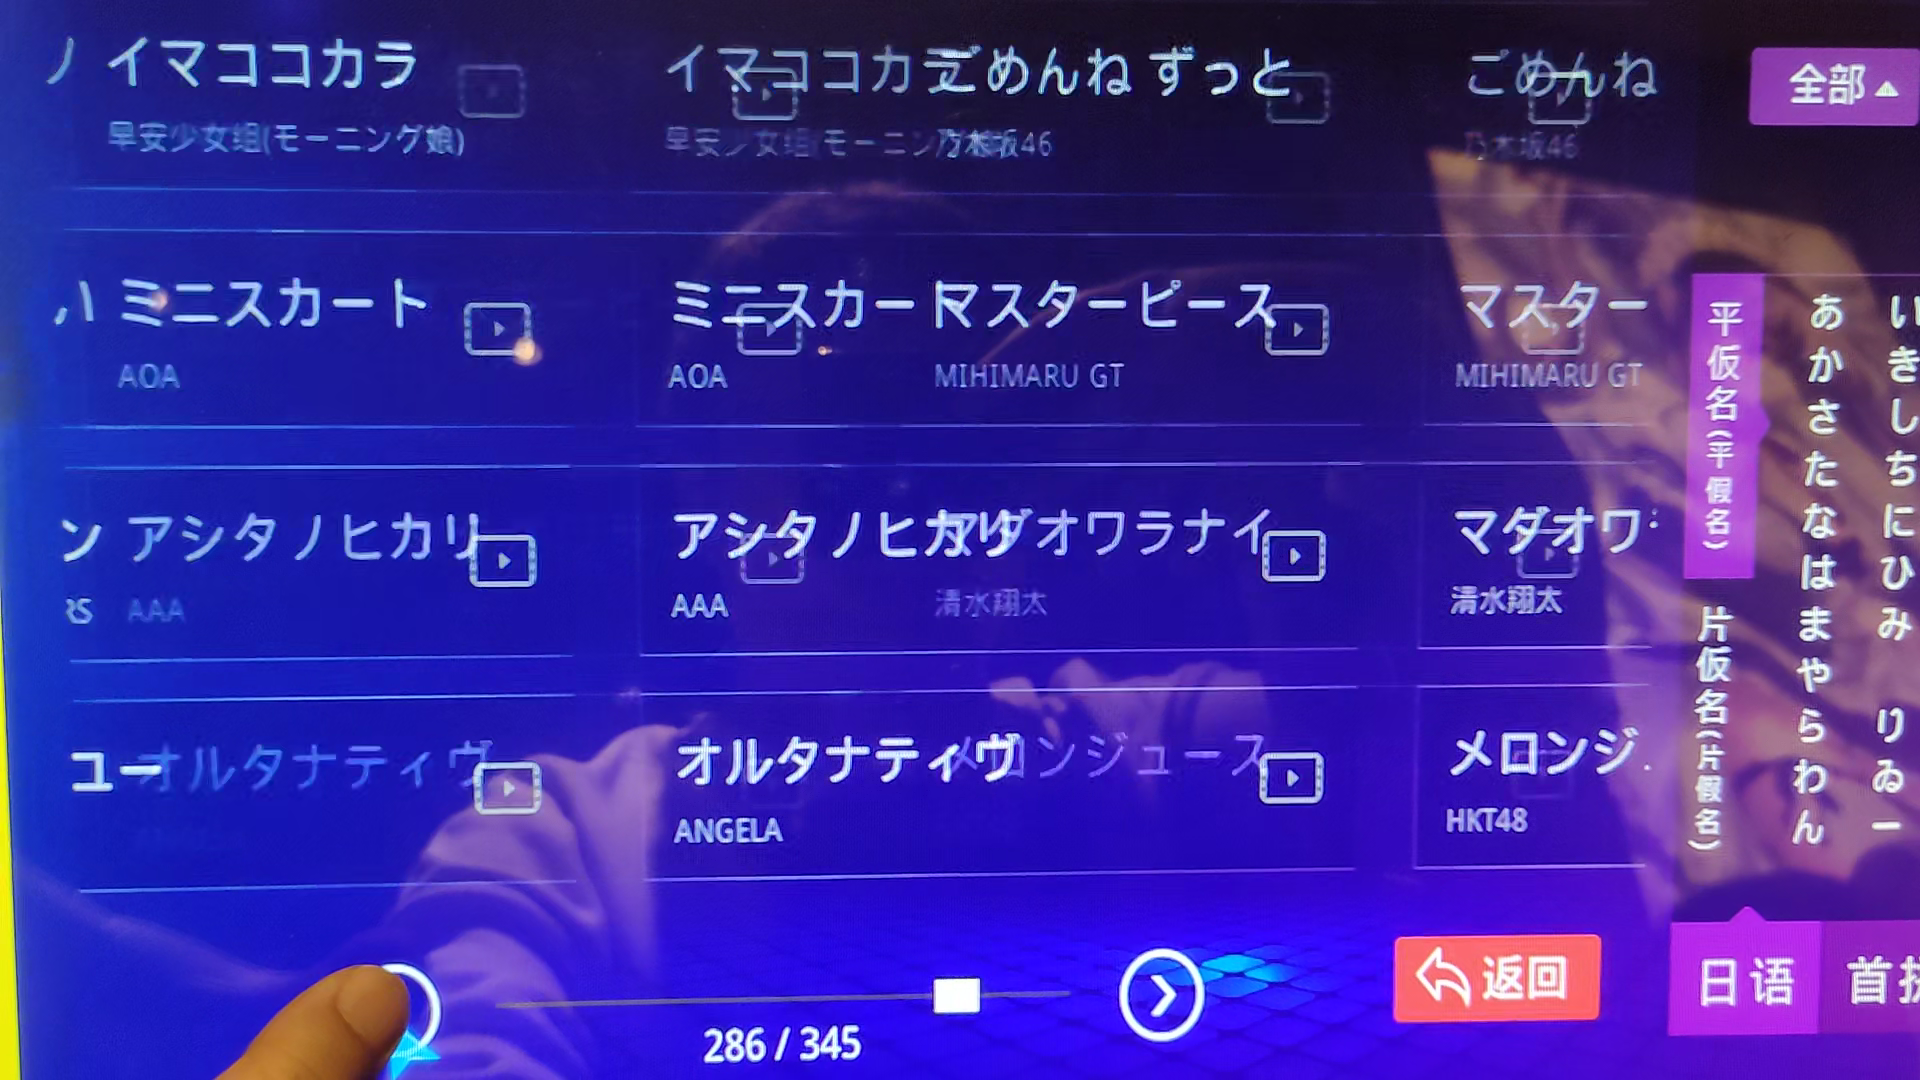 ノ イマココカラ
早安少女组(モーニング娘)
イマココカラ
早安少女组(モーニング
ごめんね ずっと
乃木坂46
ごめんね
乃木坂46
全部
ハ ミニスカート
AOA
ミニスカート
AOA
マスターピース
MIHIMARU GT
マスター
MIHIMARU GT
ン アシタノヒカリ
RS AAA
アシタノヒカリ
AAA
マダオワラナイ
清水翔太
マダオワ
清水翔太
ユー オルタナティヴ
オルタナティヴ
ANGELA
メロンジュース
メロンジ.
HKT48
平仮名(平假名)
片仮名(片假名)
あかさたなはまやらわん
いきしちにひみ りゐー
286 / 345
返回
日语
首